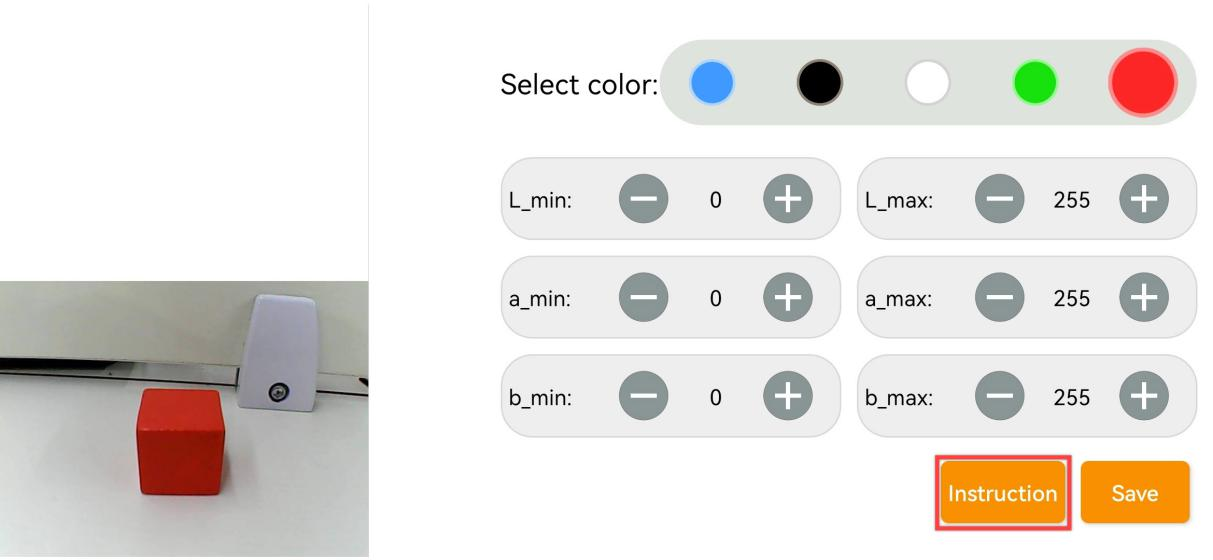 Select color:
L_min: 0 L_max: 255
a_min: 0 a_max: 255
b_min: 0 b_max: 255
Instruction Save